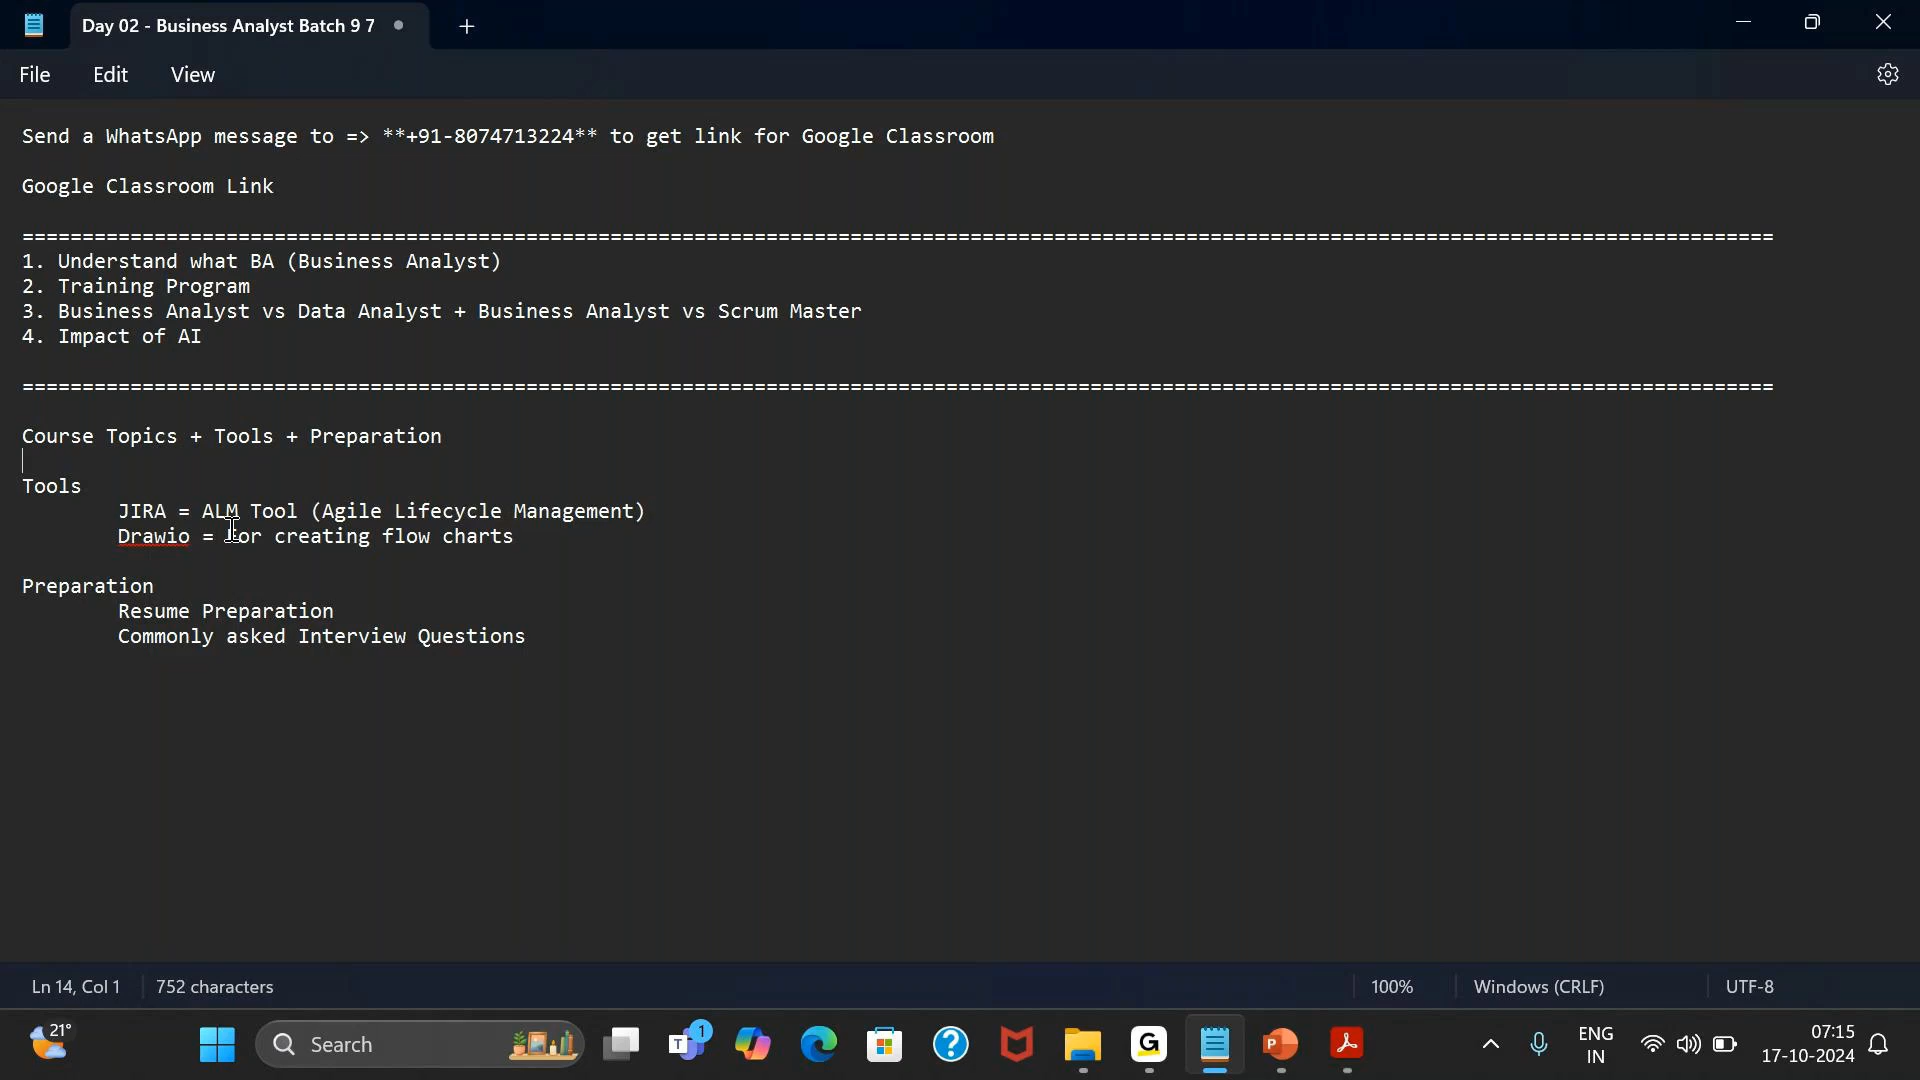 Day 02 - Business Analyst Batch 9 7
File Edit View
Send a WhatsApp message to => **+91-8074713224** to get link for Google Classroom
Google Classroom Link
==================================================================================================================================================
1. Understand what BA (Business Analyst)
2. Training Program
3. Business Analyst vs Data Analyst + Business Analyst vs Scrum Master
4. Impact of AI
==================================================================================================================================================
Course Topics + Tools + Preparation
Tools
JIRA = ALM Tool (Agile Lifecycle Management)
Drawio = For creating flow charts
Preparation
Resume Preparation
Commonly asked Interview Questions
Ln 14, Col 1 752 characters 100% Windows (CRLF) UTF-8
21° Search 1 ENG IN 07:15
17-10-2024